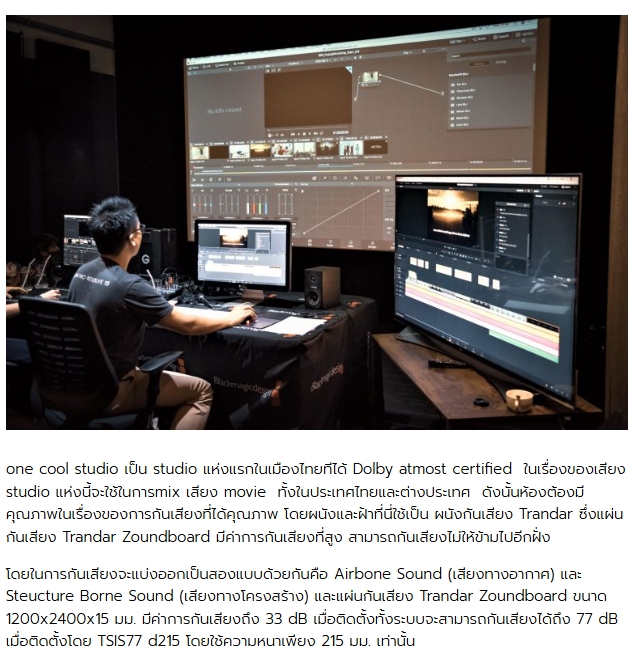 Blackmagicdesign
one cool studio เป็น studio แห่งแรกในเมืองไทยที่ได้ Dolby atmost certified ในเรื่องของเสียง
studio แห่งนี้จะใช้ในการmix เสียง movie ทั้งในประเทศไทยและต่างประเทศ ดังนั้นห้องต้องมี
คุณภาพในเรื่องของการกันเสียงที่ได้คุณภาพ โดยผนังและฝ้าที่นี่ใช้เป็น ผนังกันเสียง Trandar ซึ่งแผ่น
กันเสียง Trandar Zoundboard มีค่าการกันเสียงที่สูง สามารถกันเสียงไม่ให้ข้ามไปอีกฝั่ง
โดยในการกันเสียงจะแบ่งออกเป็นสองแบบด้วยกันคือ Airbone Sound (เสียงทางอากาศ) และ
Steucture Borne Sound (เสียงทางโครงสร้าง) และแผ่นกันเสียง Trandar Zoundboard ขนาด
1200x2400x15 มม. มีค่าการกันเสียงถึง 33 dB เมื่อติดตั้งทั้งระบบจะสามารถกันเสียงได้ถึง 77 dB
เมื่อติดตั้งโดย TSIS77 d215 โดยใช้ความหนาเพียง 215 มม. เท่านั้น